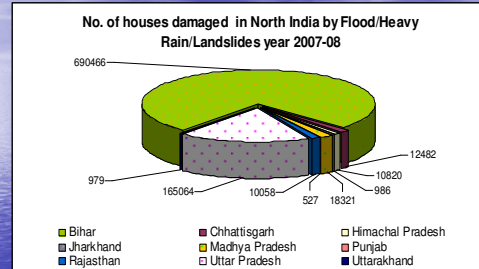 No. of houses damaged in North India by Flood/Heavy
Rain/Landslides year 2007-08
690466
12482
10820
979
986
165064
10058
18321
527
Bihar
Chhattisgarh
Himachal Pradesh
Jharkhand
Madhya Pradesh
Punjab
Rajasthan
Uttar Pradesh
Uttarakhand